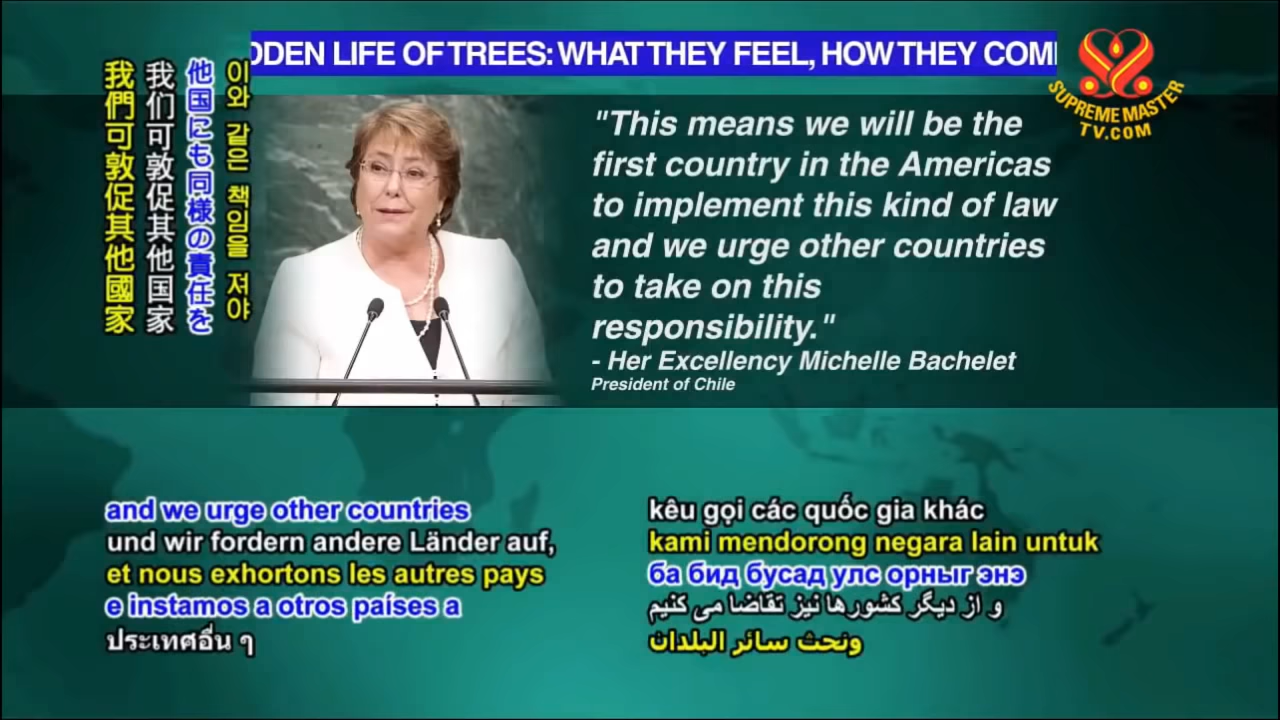 ODDEN LIFE OF TREES: WHAT THEY FEEL, HOW THEY COM
SUPREME MASTER
TV.COM
我們可敦促其他國家
我们可敦促其他国家
他国にも同様の責任を
이와 같은 책임을 져야
"This means we will be the
first country in the Americas
to implement this kind of law
and we urge other countries
to take on this
responsibility."
- Her Excellency Michelle Bachelet
President of Chile
and we urge other countries
und wir fordern andere Länder auf,
et nous exhortons les autres pays
e instamos a otros países a
ประเทศอื่น ๆ
kêu gọi các quốc gia khác
kami mendorong negara lain untuk
ба бид бусад улс орныг энэ
و از دیگر کشورها نیز تقاضا می کنیم
ونحث سائر البلدان